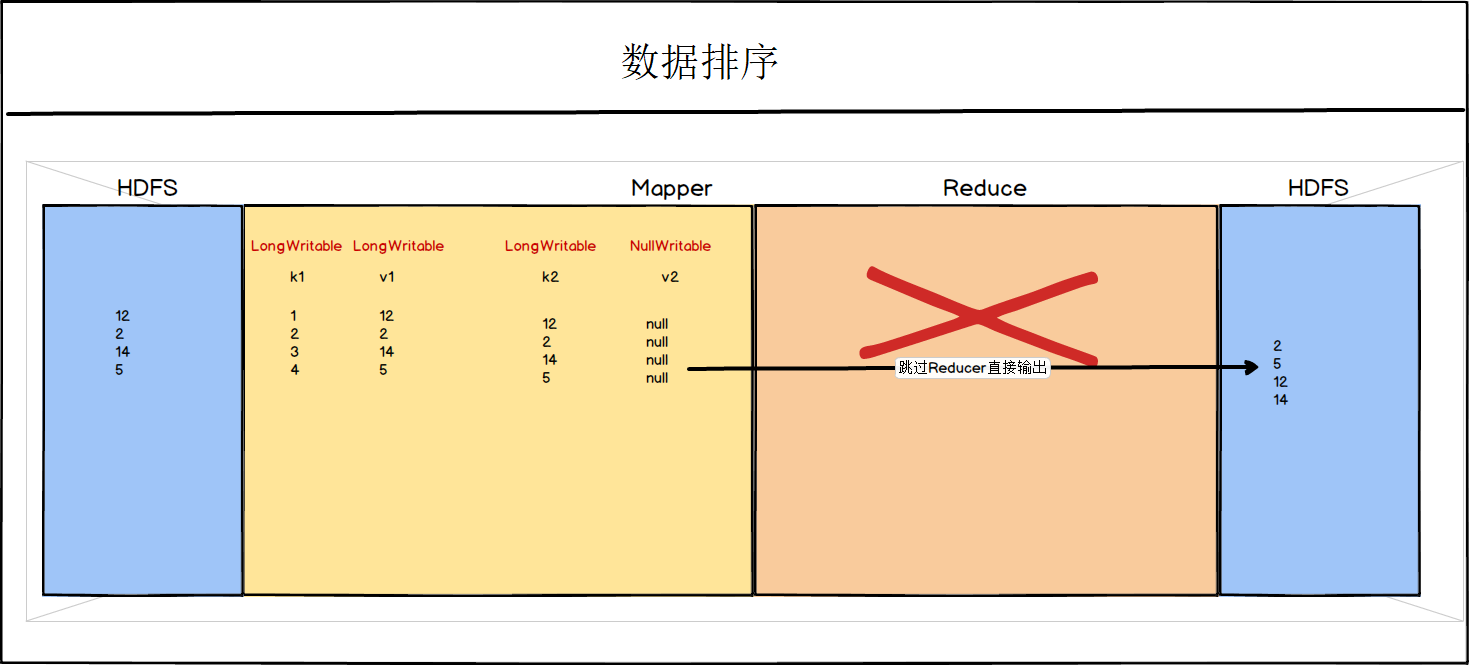 数据排序
HDFS Mapper Reduce HDFS
LongWritable LongWritable LongWritable NullWritable
k1 v1 k2 v2
12 1 12 12 null
2 2 2 2 null
14 3 14 14 null 2
5 4 5 5 null 5
跳过Reducer直接输出
12
14